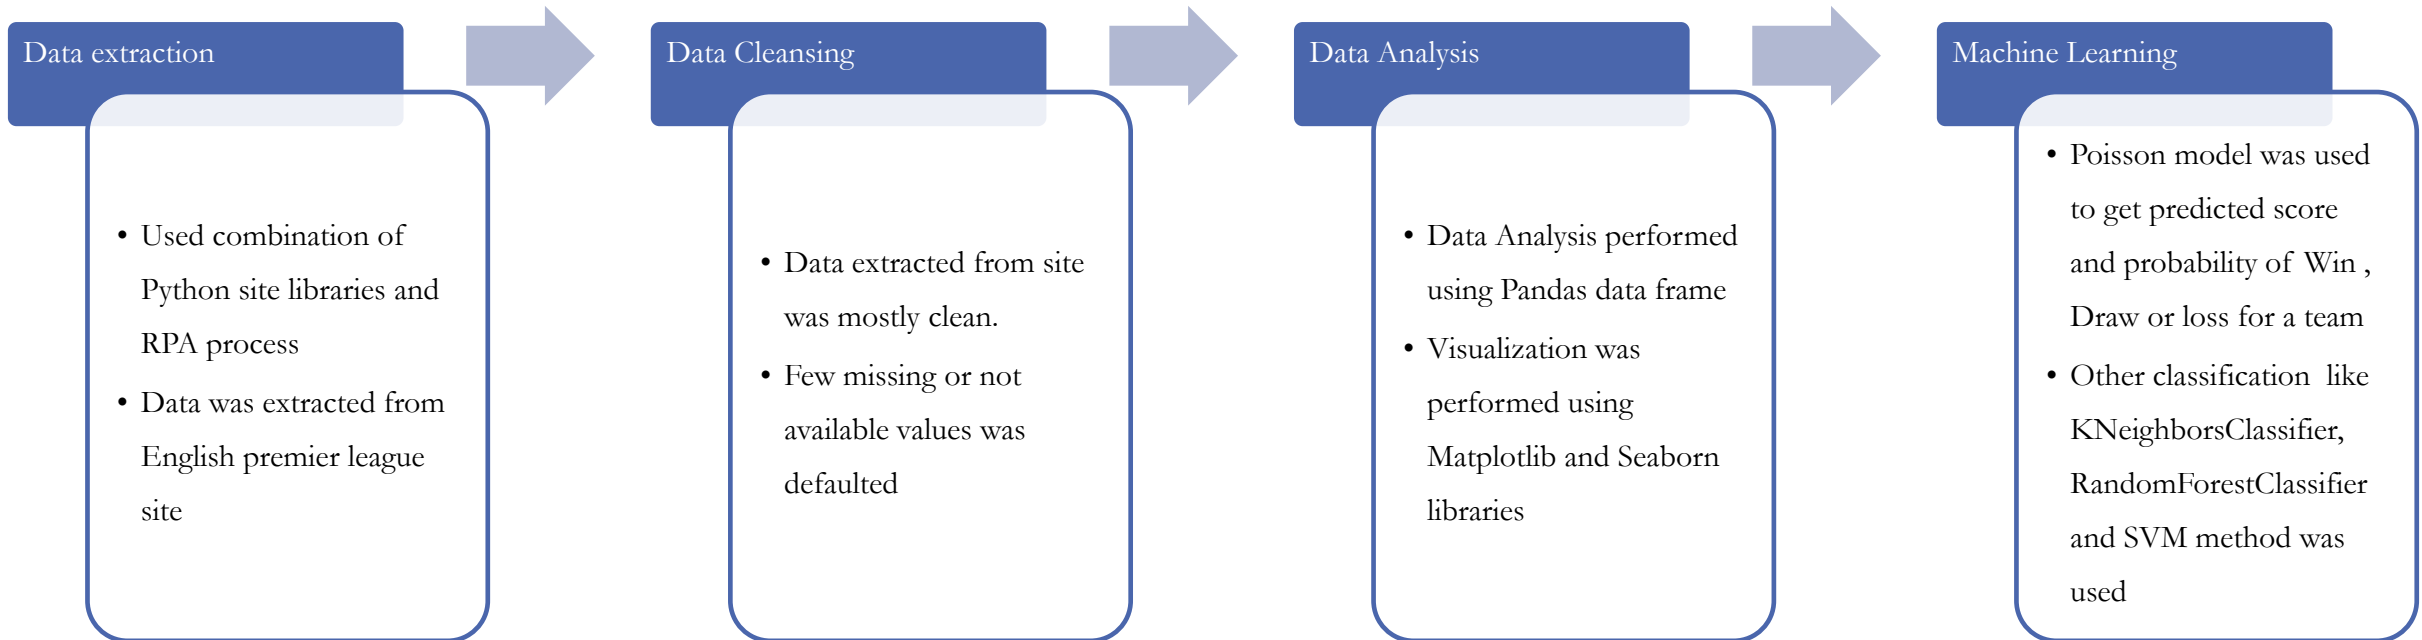 Data extraction
• Used combination of
Python site libraries and
RPA process
• Data was extracted from
English premier league
site
Data Cleansing
• Data extracted from site
was mostly clean.
• Few missing or not
available values was
defaulted
Data Analysis
• Data Analysis performed
using Pandas data frame
• Visualization was
performed using
Matplotlib and Seaborn
libraries
Machine Learning
• Poisson model was used
to get predicted score
and probability of Win ,
Draw or loss for a team
• Other classification  like
KNeighborsClassifier,
RandomForestClassifier
and SVM method was
used